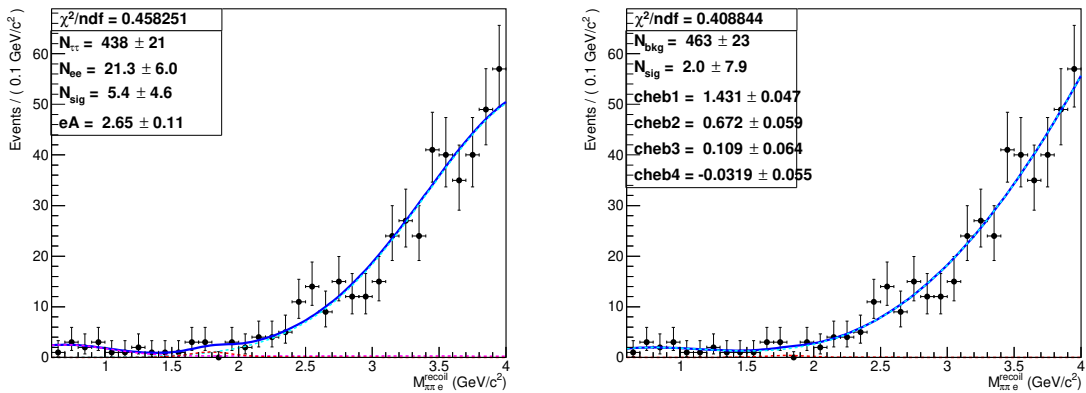 χ²/ndf = 0.458251
N_ττ = 438 ± 21
N_ee = 21.3 ± 6.0
N_sig = 5.4 ± 4.6
eA = 2.65 ± 0.11
Events / ( 0.1 GeV/c² )
60
50
40
30
20
10
0
1 1.5 2 2.5 3 3.5 4
M^recoil_ππ e (GeV/c²)
χ²/ndf = 0.408844
N_bkg = 463 ± 23
N_sig = 2.0 ± 7.9
cheb1 = 1.431 ± 0.047
cheb2 = 0.672 ± 0.059
cheb3 = 0.109 ± 0.064
cheb4 = -0.0319 ± 0.055
Events / ( 0.1 GeV/c² )
60
50
40
30
20
10
0
1 1.5 2 2.5 3 3.5 4
M^recoil_ππ e (GeV/c²)